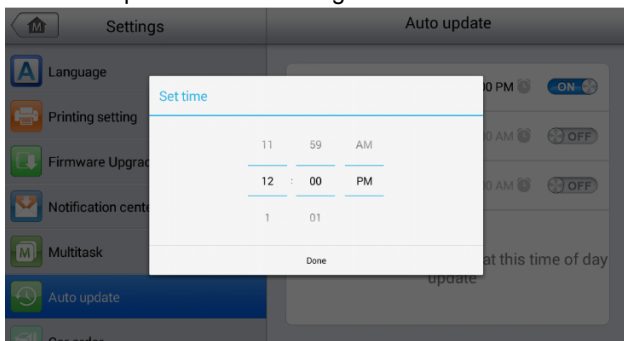 Settings
Auto update
Language
Set time
00 PM
ON
Printing setting
11 59 AM
00 AM
OFF
Firmware Upgrad
12 : 00 PM
00 AM
OFF
Notification cente
1 01
Multitask
Done
at this time of day
update
Auto update